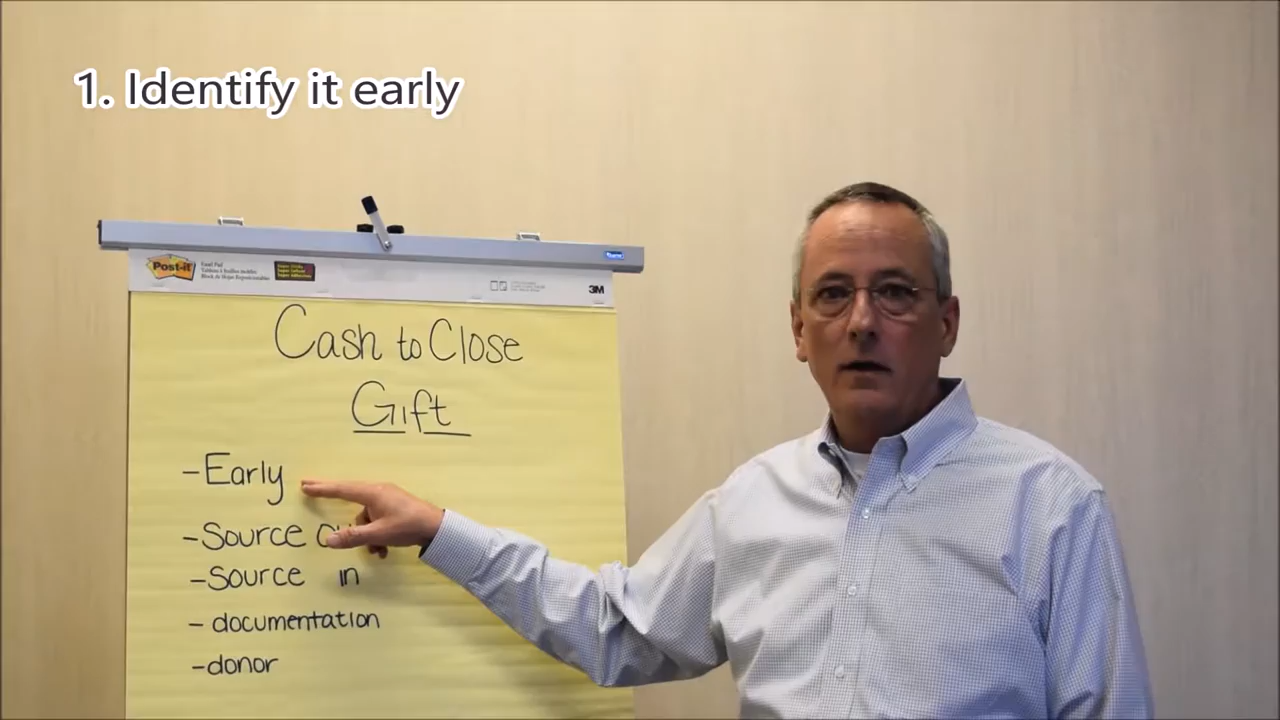 1. Identify it early
Post-it
3M
Cash to Close
Gift
-Early
-Source
-Source in
- documentation
-donor